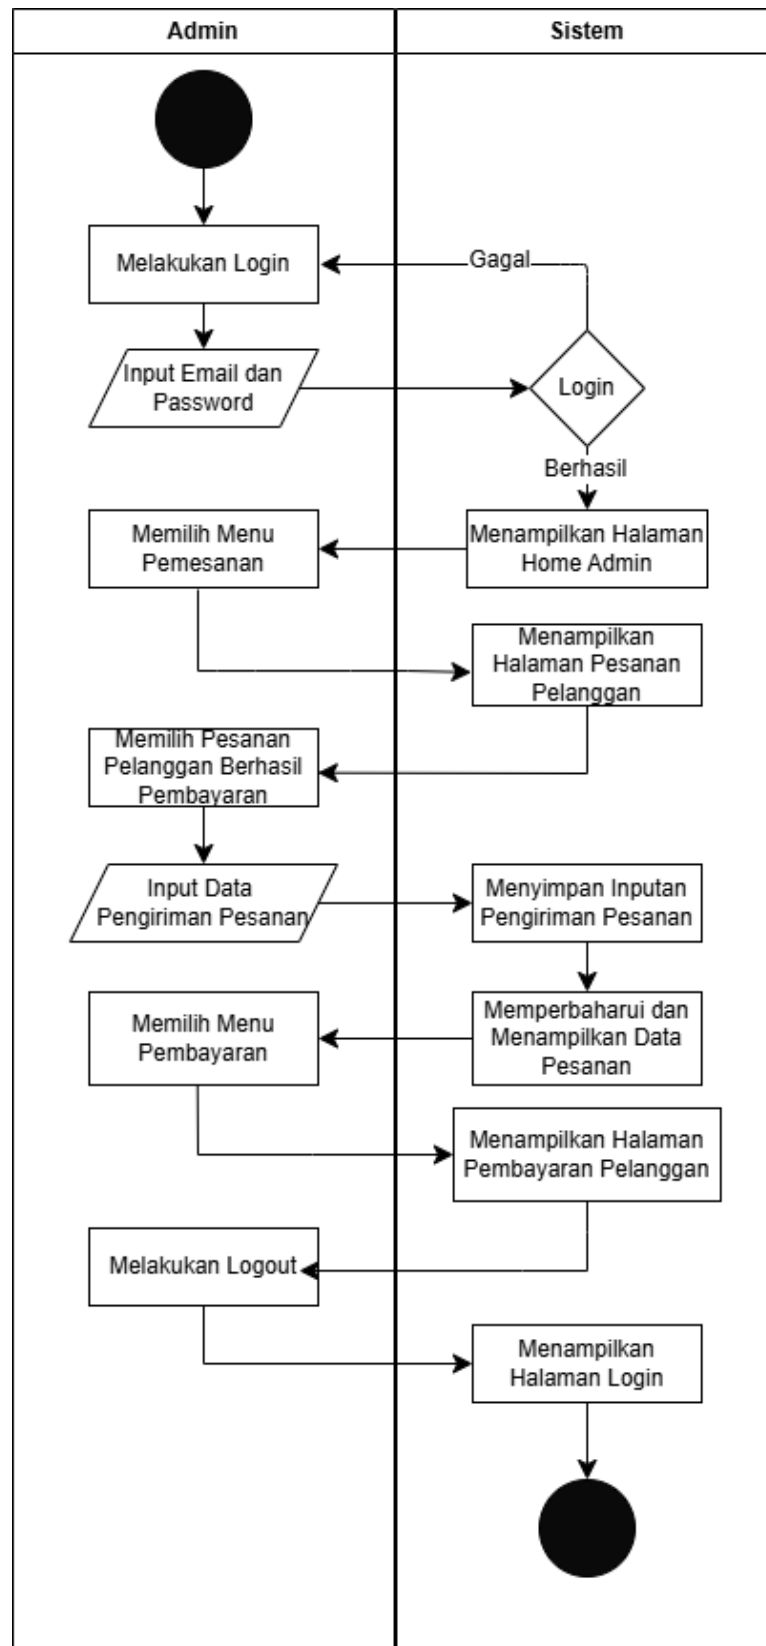 Admin
Sistem
Melakukan Login
Gagal
Input Email dan
Password
Login
Berhasil
Memilih Menu
Pemesanan
Menampilkan Halaman
Home Admin
Menampilkan
Halaman Pesanan
Pelanggan
Memilih Pesanan
Pelanggan Berhasil
Pembayaran
Input Data
Pengiriman Pesanan
Menyimpan Inputan
Pengiriman Pesanan
Memperbaharui dan
Menampilkan Data
Pesanan
Memilih Menu
Pembayaran
Menampilkan Halaman
Pembayaran Pelanggan
Melakukan Logout
Menampilkan
Halaman Login